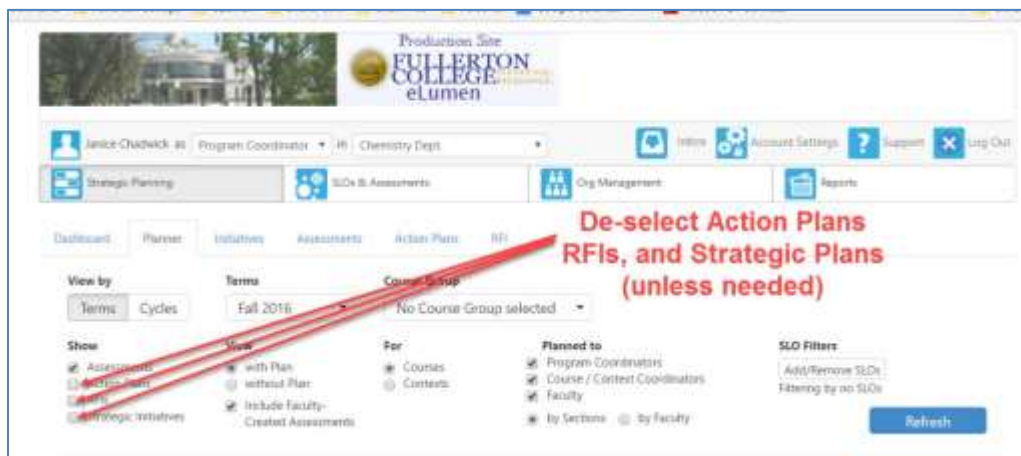 Production Site
FULLERTON
COLLEGE
eLumen
Janice Chadwick as Program Coordinator in Chemistry Dept. Inbox Account Settings ? Support Log Out
Strategic Planning SLOs & Assessments Org Management Reports
De-select Action Plans
RFIs, and Strategic Plans
(unless needed)
Dashboard Planner Initiatives Assessments Action Plans RFI
View by Terms Course Group
Terms Cycles Fall 2016 No Course Group selected
Show View For Planned to SLO Filters
Assessments with Plan Courses Program Coordinators Add/Remove SLOs
Action Plans without Plan Contexts Course / Context Coordinators Filtering by no SLOs
Include Faculty- Faculty
Strategic Initiatives Created Assessments by Sections by Faculty Refresh